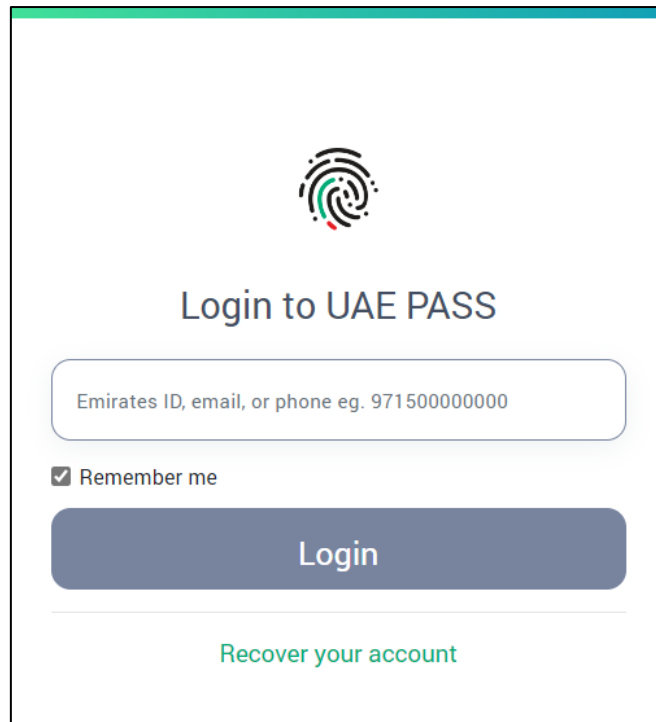 Login to UAE PASS
Emirates ID, email, or phone eg. 971500000000
Remember me
Login
Recover your account